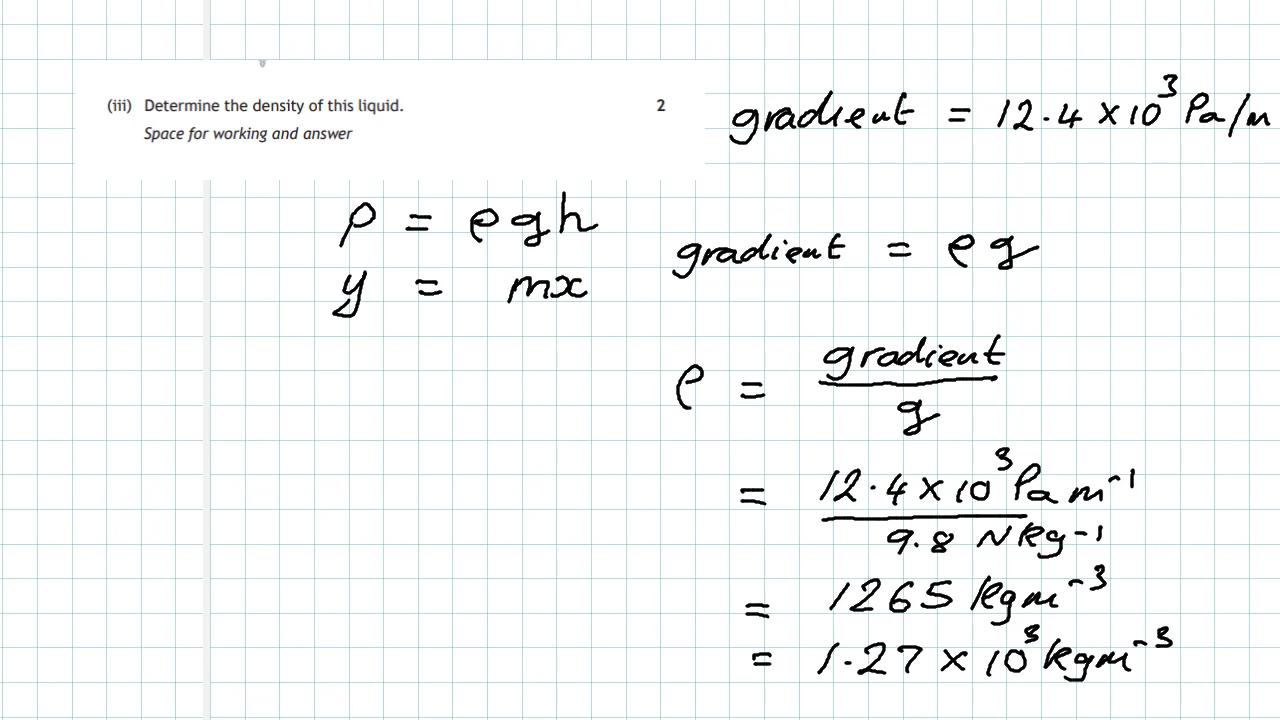 (iii) Determine the density of this liquid. 2
Space for working and answer
gradient = 12.4 × 10³ Pa/m
p = ρgh
y = mx
gradient = ρg
ρ = gradient / g
= 12.4 × 10³ Pa m⁻¹ / 9.8 N kg⁻¹
= 1265 kgm⁻³
= 1.27 × 10³ kgm⁻³